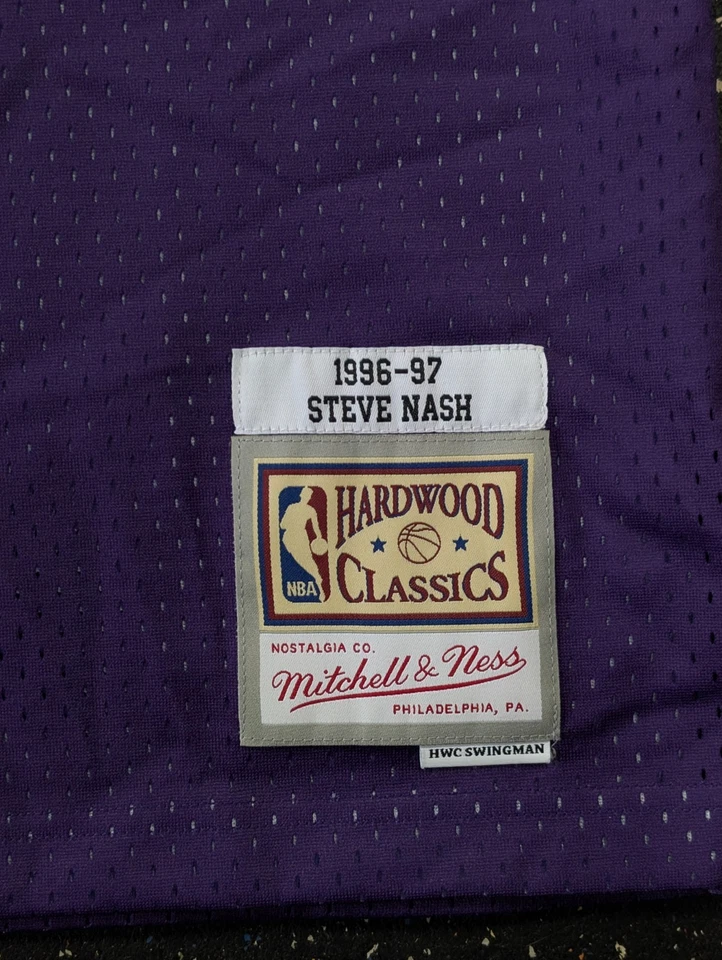 1996-97
STEVE NASH
HARDWOOD
NBA
CLASSICS
NOSTALGIA CO.
Mitchell & Ness
PHILADELPHIA, PA.
HWC SWINGMAN